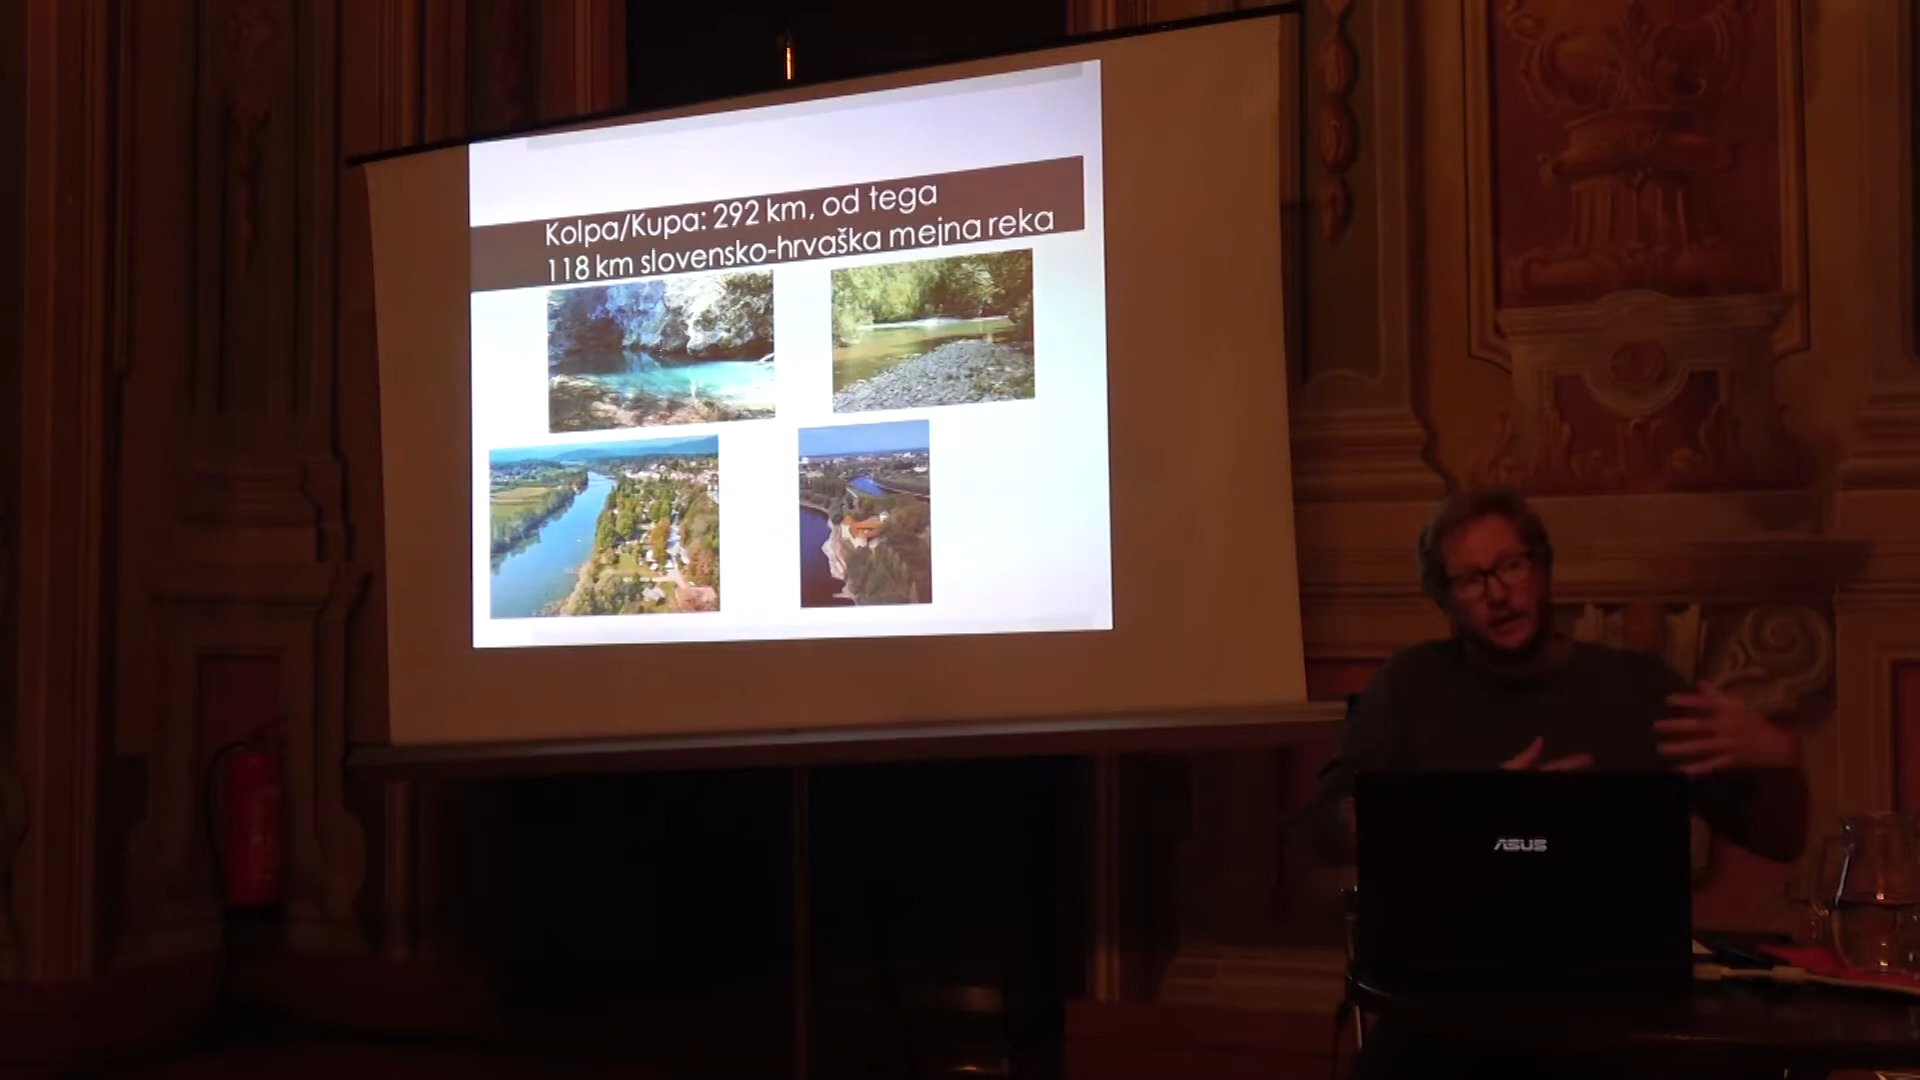 Kolpa/Kupa: 292 km, od tega
118 km slovensko-hrvaška mejna reka
ASUS